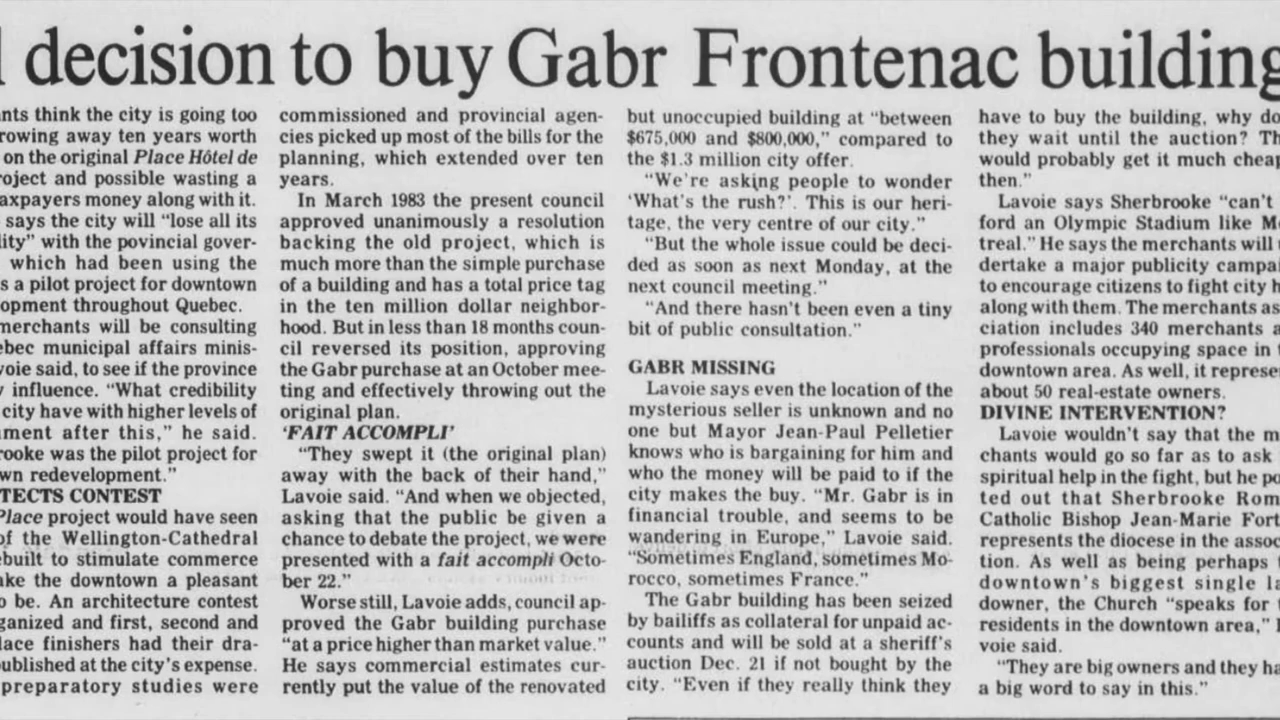 decision to buy Gabr Frontenac building
nts think the city is going too
rowing away ten years worth
on the original Place Hôtel de
roject and possible wasting a
axpayers money along with it.
says the city will "lose all its
lity" with the povincial gover-
which had been using the
s a pilot project for downtown
opment throughout Quebec.
merchants will be consulting
ebec municipal affairs minis-
voie said, to see if the province
influence. "What credibility
city have with higher levels of
nment after this," he said.
rooke was the pilot project for
wn redevelopment."
TECTS CONTEST
Place project would have seen
of the Wellington-Cathedral
ebuilt to stimulate commerce
ake the downtown a pleasant
o be. An architecture contest
ganized and first, second and
lace finishers had their dra-
ublished at the city's expense.
preparatory studies were
commissioned and provincial agen-
cies picked up most of the bills for the
planning, which extended over ten
years.
In March 1983 the present council
approved unanimously a resolution
backing the old project, which is
much more than the simple purchase
of a building and has a total price tag
in the ten million dollar neighbor-
hood. But in less than 18 months coun-
cil reversed its position, approving
the Gabr purchase at an October mee-
ting and effectively throwing out the
original plan.
'FAIT ACCOMPLI'
"They swept it (the original plan)
away with the back of their hand,"
Lavoie said. "And when we objected,
asking that the public be given a
chance to debate the project, we were
presented with a fait accompli Octo-
ber 22."
Worse still, Lavoie adds, council ap-
proved the Gabr building purchase
"at a price higher than market value."
He says commercial estimates cur-
rently put the value of the renovated
but unoccupied building at "between
$675,000 and $800,000," compared to
the $1.3 million city offer.
"We're asking people to wonder
'What's the rush?'. This is our heri-
tage, the very centre of our city."
"But the whole issue could be deci-
ded as soon as next Monday, at the
next council meeting."
"And there hasn't been even a tiny
bit of public consultation."
GABR MISSING
Lavoie says even the location of the
mysterious seller is unknown and no
one but Mayor Jean-Paul Pelletier
knows who is bargaining for him and
who the money will be paid to if the
city makes the buy. "Mr. Gabr is in
financial trouble, and seems to be
wandering in Europe," Lavoie said.
"Sometimes England, sometimes Mo-
rocco, sometimes France."
The Gabr building has been seized
by bailiffs as collateral for unpaid ac-
counts and will be sold at a sheriff's
auction Dec. 21 if not bought by the
city. "Even if they really think they
have to buy the building, why do
they wait until the auction? Th
would probably get it much cheap
then."
Lavoie says Sherbrooke "can't
ford an Olympic Stadium like M
treal." He says the merchants will
dertake a major publicity campai
to encourage citizens to fight city h
along with them. The merchants as
ciation includes 340 merchants a
professionals occupying space in t
downtown area. As well, it represe
about 50 real-estate owners.
DIVINE INTERVENTION?
Lavoie wouldn't say that the m
chants would go so far as to ask
spiritual help in the fight, but he po
ted out that Sherbrooke Rom
Catholic Bishop Jean-Marie Fort
represents the diocese in the assoc
tion. As well as being perhaps t
downtown's biggest single la
downer, the Church "speaks for
residents in the downtown area,"
voie said.
"They are big owners and they ha
a big word to say in this."